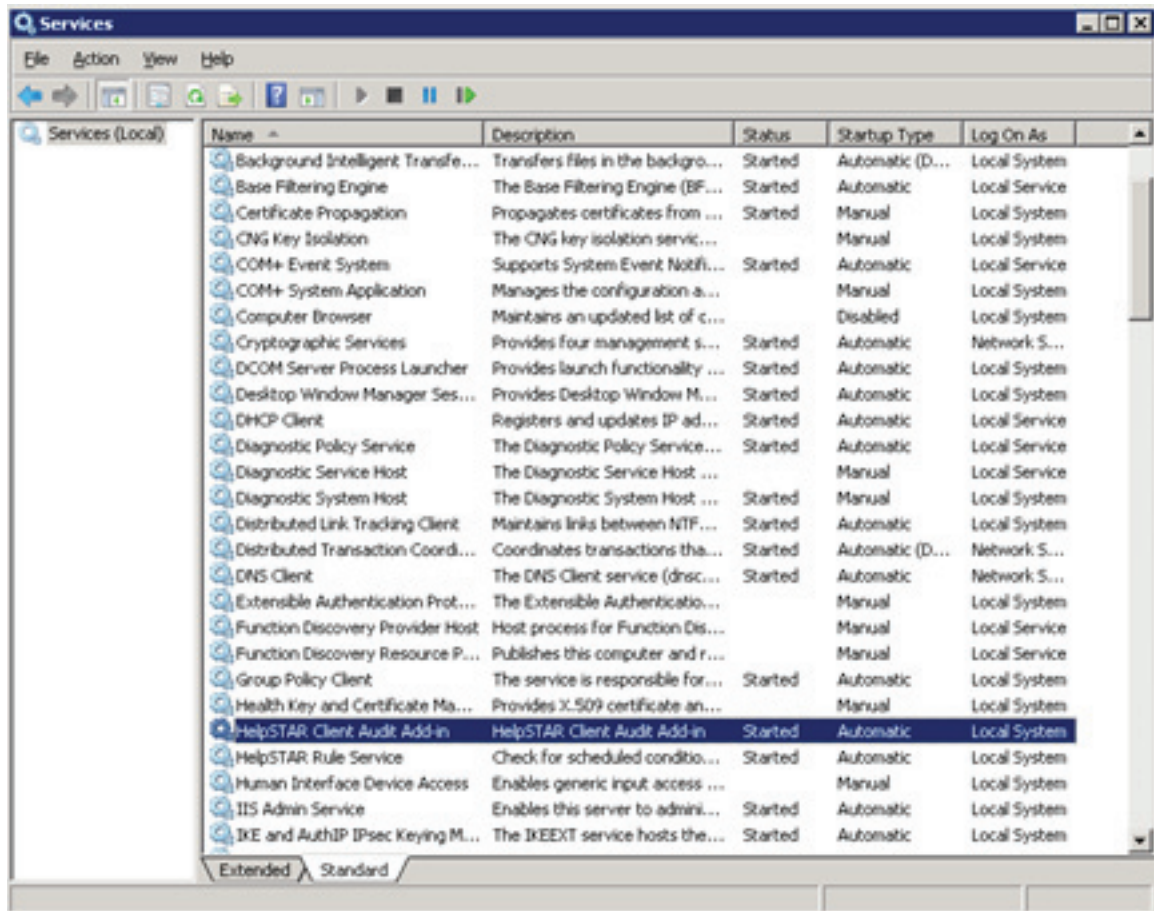 Services
File Action View Help
Services (Local)
Name Description Status Startup Type Log On As
Background Intelligent Transfe... Transfers files in the backgro... Started Automatic (D... Local System
Base Filtering Engine The Base Filtering Engine (BF... Started Automatic Local Service
Certificate Propagation Propagates certificates from ... Started Manual Local System
CNG Key Isolation The CNG key isolation servic... Manual Local System
COM+ Event System Supports System Event Notifi... Started Automatic Local Service
COM+ System Application Manages the configuration a... Manual Local System
Computer Browser Maintains an updated list of c... Disabled Local System
Cryptographic Services Provides four management s... Started Automatic Network S...
DCOM Server Process Launcher Provides launch functionality ... Started Automatic Local System
Desktop Window Manager Ses... Provides Desktop Window M... Started Automatic Local System
DHCP Client Registers and updates IP ad... Started Automatic Local Service
Diagnostic Policy Service The Diagnostic Policy Service... Started Automatic Local Service
Diagnostic Service Host The Diagnostic Service Host ... Manual Local Service
Diagnostic System Host The Diagnostic System Host ... Started Manual Local System
Distributed Link Tracking Client Maintains links between NTF... Started Automatic Local System
Distributed Transaction Coordi... Coordinates transactions tha... Started Automatic (D... Network S...
DNS Client The DNS Client service (dnsc... Started Automatic Network S...
Extensible Authentication Prot... The Extensible Authenticatio... Manual Local System
Function Discovery Provider Host Host process for Function Dis... Manual Local Service
Function Discovery Resource P... Publishes this computer and r... Manual Local Service
Group Policy Client The service is responsible for... Started Automatic Local System
Health Key and Certificate Ma... Provides X.509 certificate an... Manual Local System
HelpSTAR Client Audit Add-in HelpSTAR Client Audit Add-in Started Automatic Local System
HelpSTAR Rule Service Check for scheduled conditio... Started Automatic Local System
Human Interface Device Access Enables generic input access ... Manual Local System
IIS Admin Service Enables this server to admini... Started Automatic Local System
IKE and AuthIP IPsec Keying M... The IKEEXT service hosts the... Started Automatic Local System
Extended Standard